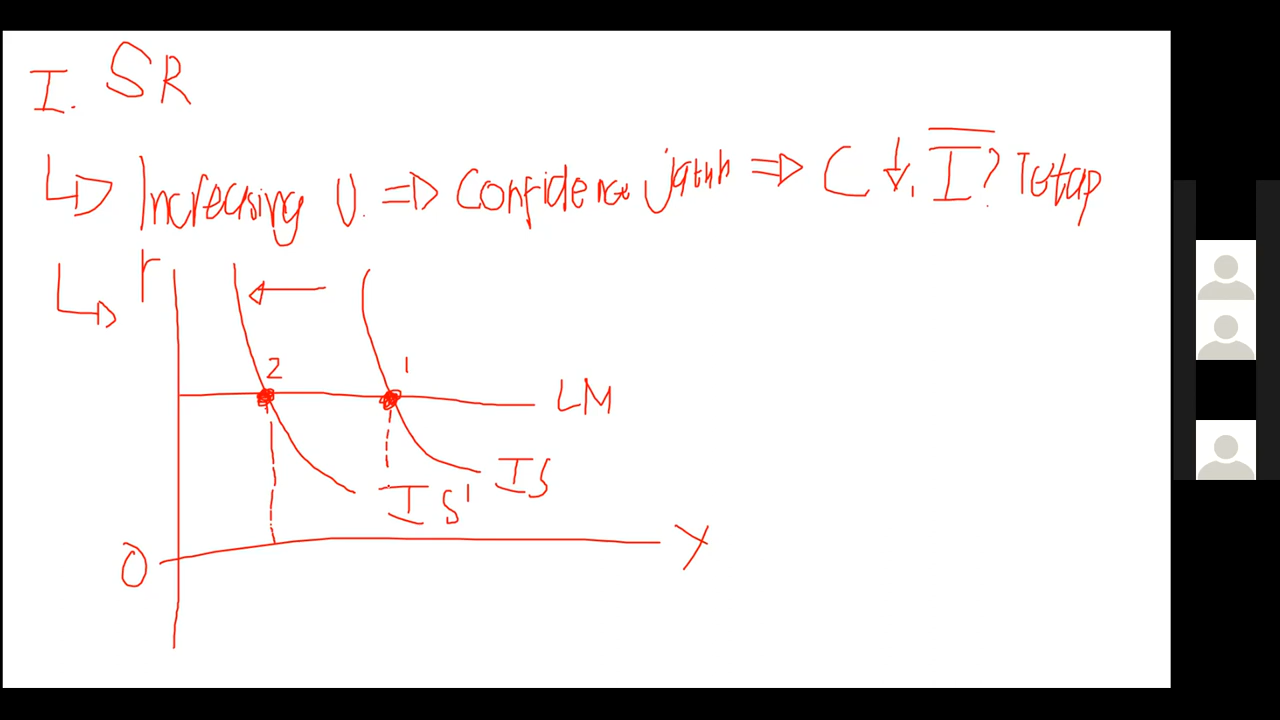 I. SR
↳ Increasing U. ⇒ Confidence jatuh ⇒ C ↓, I? Tetap
↳ r
2 1
LM
IS
IS'
0 Y